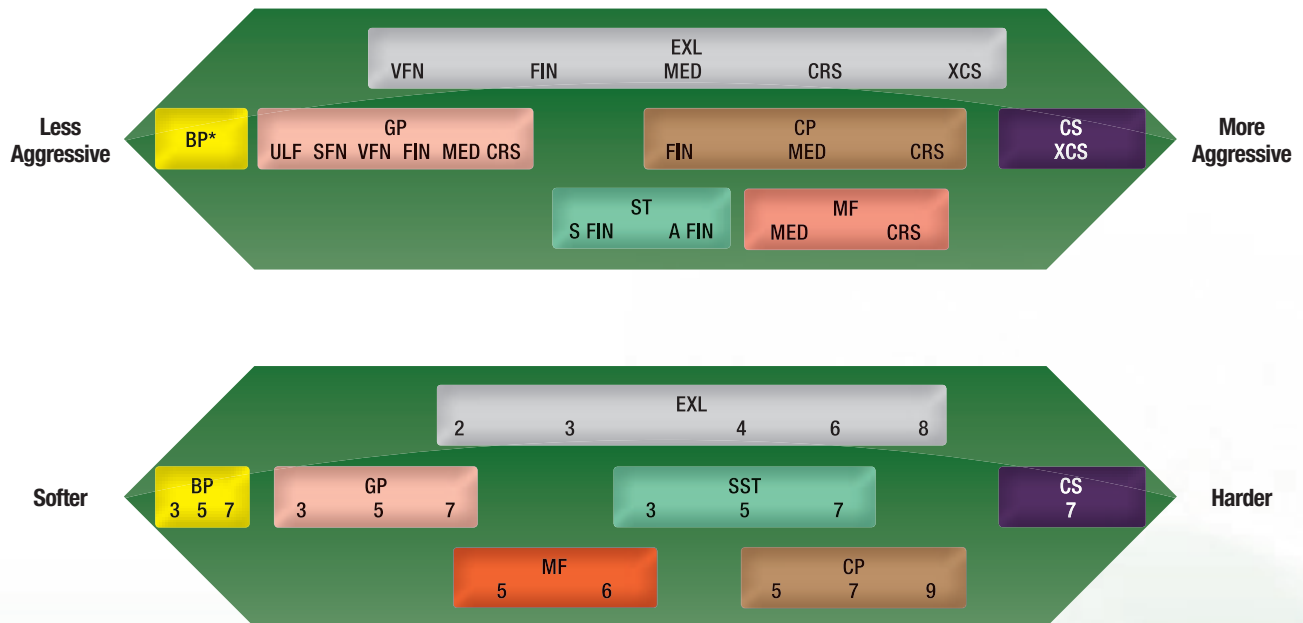 EXL
VFN FIN MED CRS XCS
Less
Aggressive
BP*
GP
ULF SFN VFN FIN MED CRS
CP
FIN MED CRS
CS
XCS
More
Aggressive
ST
S FIN A FIN
MF
MED CRS
EXL
2 3 4 6 8
Softer
BP
3 5 7
GP
3 5 7
SST
3 5 7
CS
7
Harder
MF
5 6
CP
5 7 9